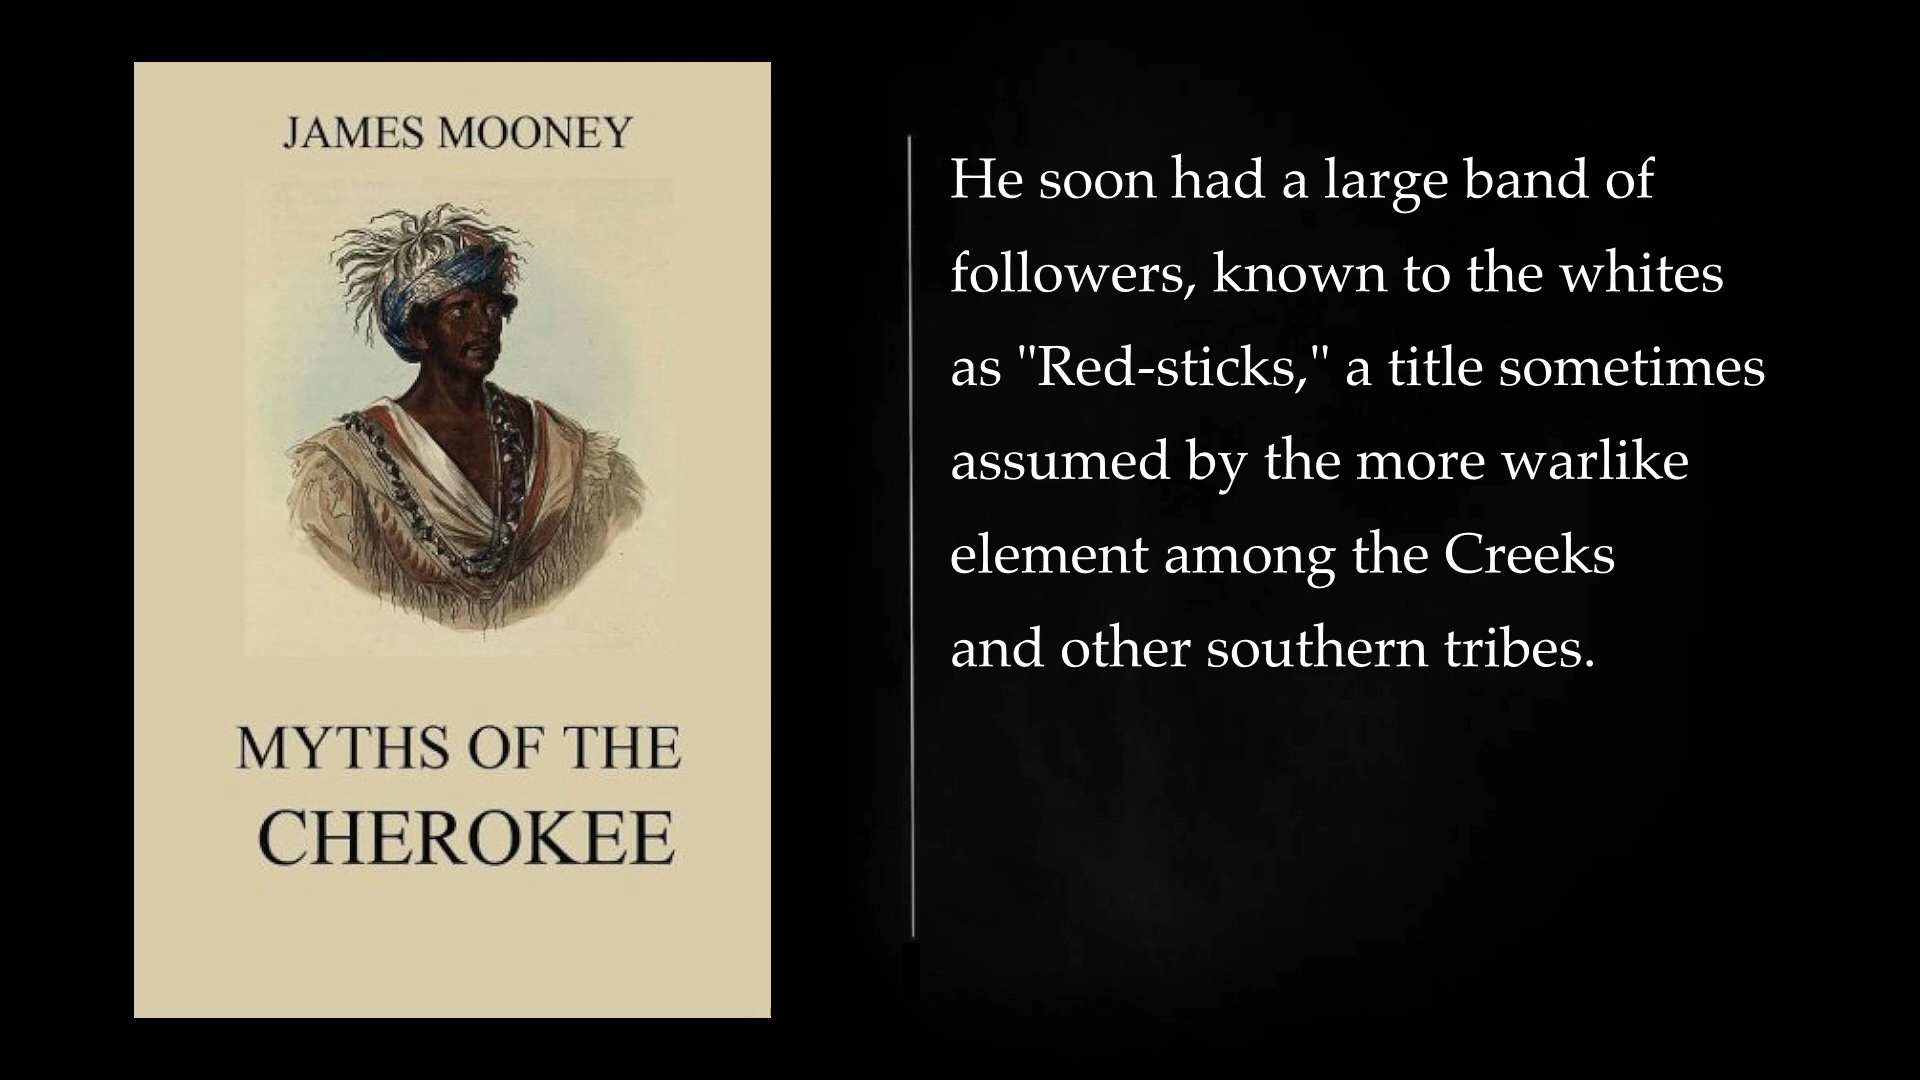 JAMES MOONEY
MYTHS OF THE
CHEROKEE
He soon had a large band of
followers, known to the whites
as "Red-sticks," a title sometimes
assumed by the more warlike
element among the Creeks
and other southern tribes.